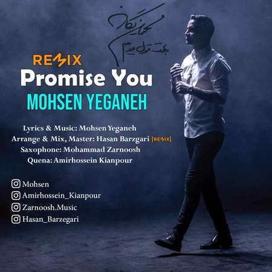 REMIX
Promise You
MOHSEN YEGANEH
Lyrics & Music: Mohsen Yeganeh
Arrange & Mix, Master: Hasan Barzgari [REMIX]
Saxophone: Mohammad Zarnoosh
Quena: Amirhossein Kianpour
Mohsen
Amirhossein_Kianpour
Zarnoosh.Music
Hasan_Barzegari